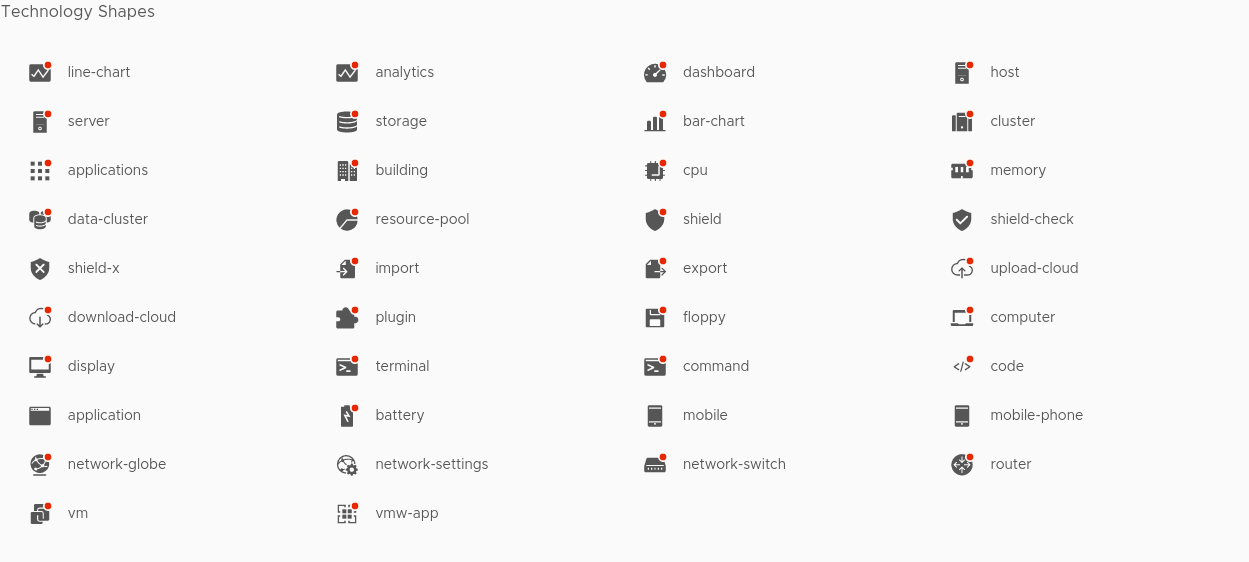 Technology Shapes
line-chart analytics dashboard host
server storage bar-chart cluster
applications building cpu memory
data-cluster resource-pool shield shield-check
shield-x import export upload-cloud
download-cloud plugin floppy computer
display terminal command code
application battery mobile mobile-phone
network-globe network-settings network-switch router
vm vmw-app